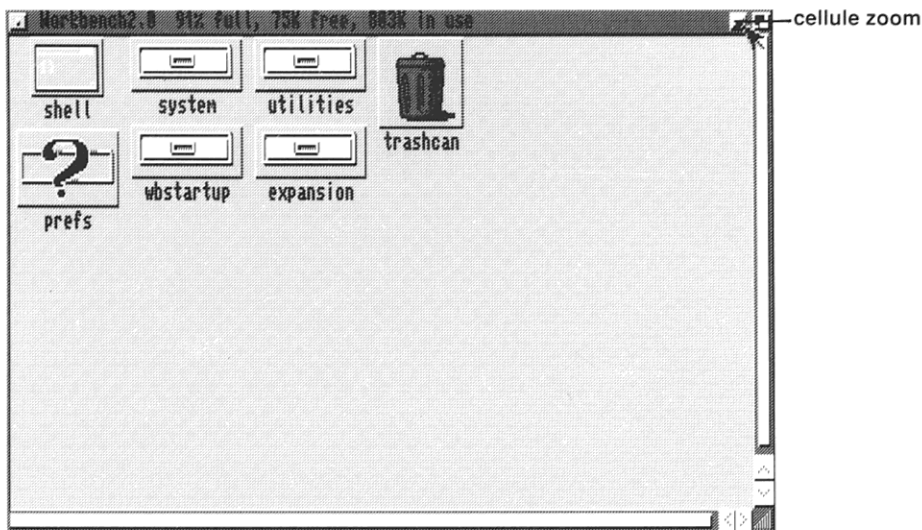 Workbench2.0 91% full, 75K free, 803K in use
cellule zoom
shell
system
utilities
trashcan
prefs
wbstartup
expansion